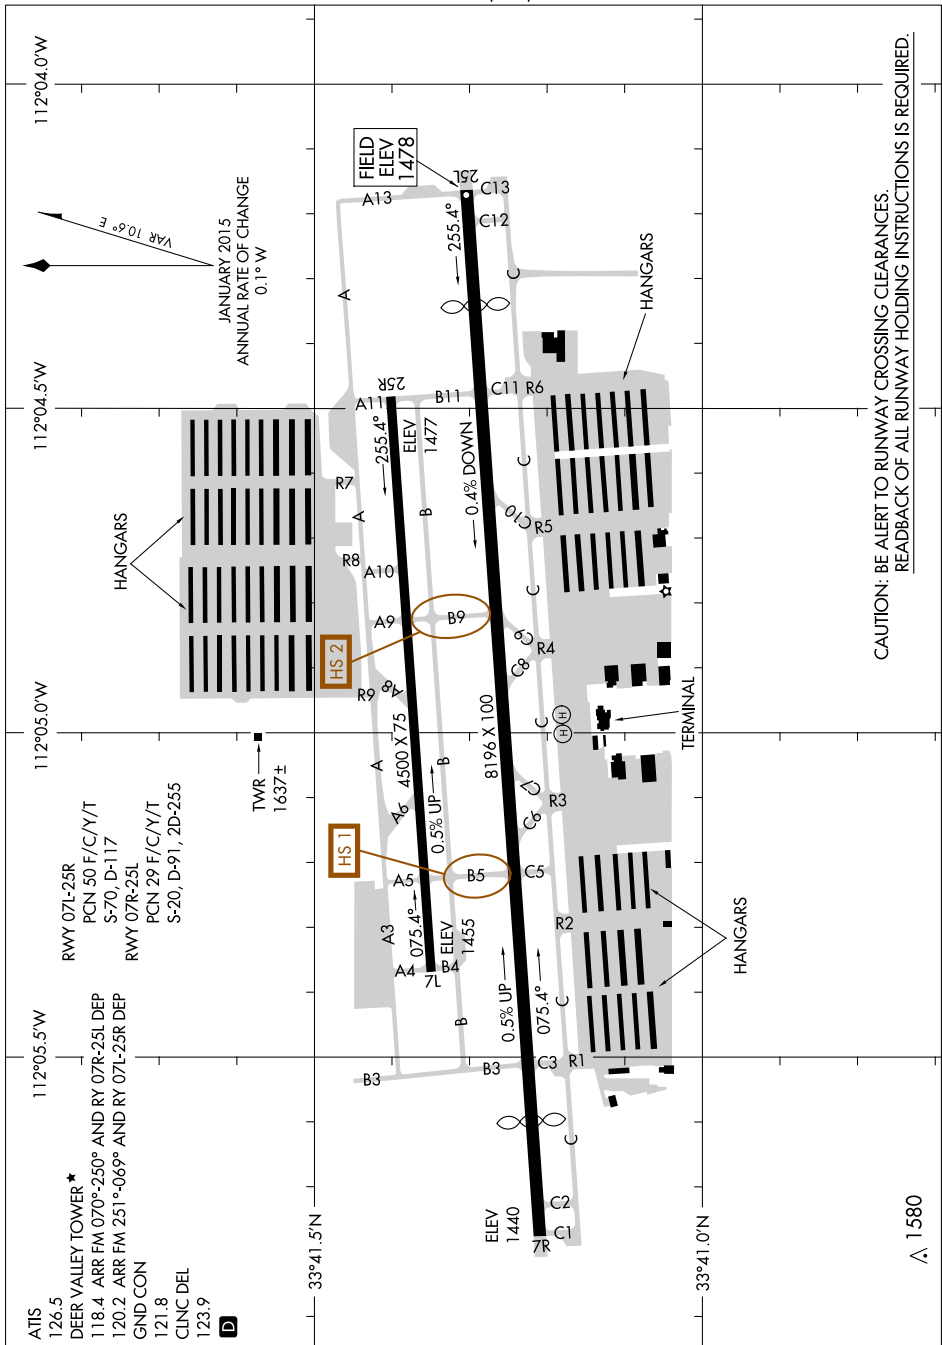 ATIS
126.5
DEER VALLEY TOWER★
118.4 ARR FM 070°-250° AND RY 07R-25L DEP
120.2 ARR FM 251°-069° AND RY 07L-25R DEP
GND CON
121.8
CLNC DEL
123.9
D
RWY 07L-25R
PCN 50 F/C/Y/T
S-70, D-117
RWY 07R-25L
PCN 29 F/C/Y/T
S-20, D-91, 2D-255
VAR 10.6° E
JANUARY 2015
ANNUAL RATE OF CHANGE
0.1° W
112°05.5'W
112°05.0'W
112°04.5'W
112°04.0'W
33°41.5'N
33°41.0'N
TWR
1637±
HANGARS
FIELD
ELEV
1478
HS 1
HS 2
B3
A4
A3
A5
A6
A
R9
A8
A9
R8
A10
A
R7
A11
A
A13
7L
075.4°
4500 X 75
255.4°
25R
0.5% UP
ELEV
1455
B4
ELEV
1477
B
B3
B5
B
B9
B
B11
ELEV
1440
7R
0.5% UP
075.4°
8196 X 100
0.4% DOWN
255.4°
25L
C1
C2
C
C3
R1
C
R2
C5
C6
C7
R3
C
C8
C9
R4
C
C10
R5
C
C11
R6
C
C12
C13
H
H
HANGARS
TERMINAL
HANGARS
1580
CAUTION: BE ALERT TO RUNWAY CROSSING CLEARANCES.
READBACK OF ALL RUNWAY HOLDING INSTRUCTIONS IS REQUIRED.